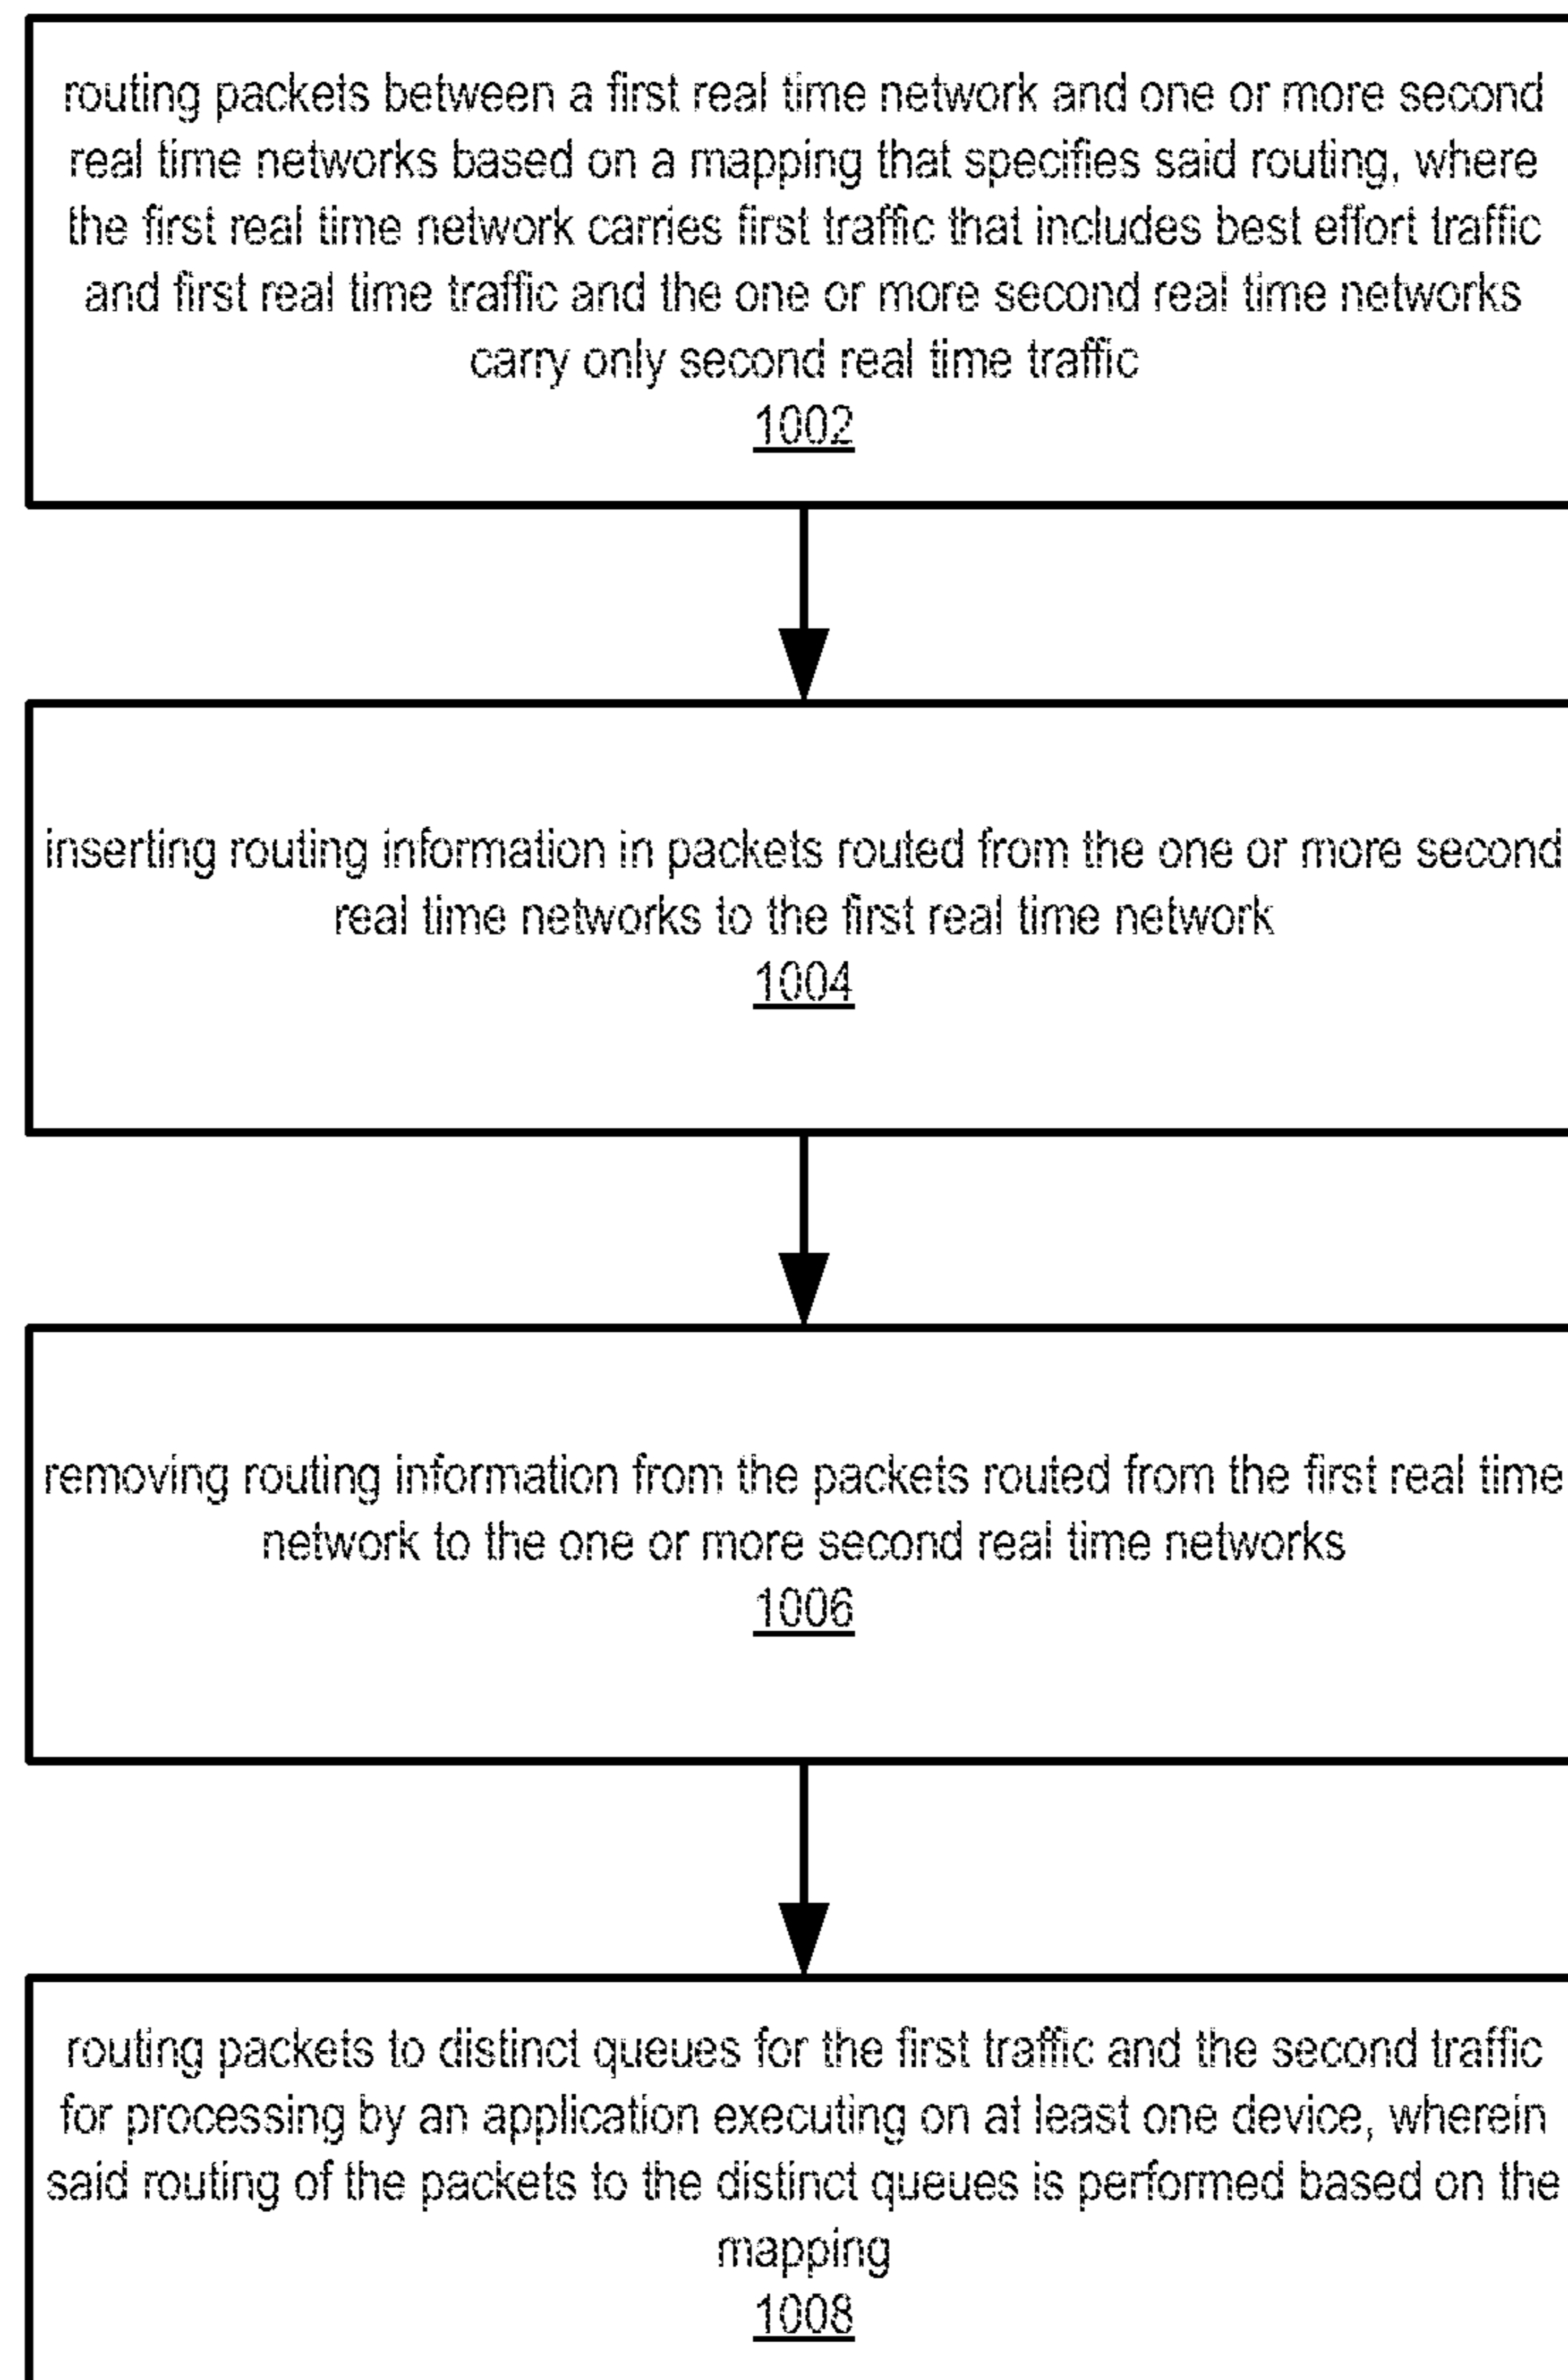 routing packets between a first real time network and one or more second
real time networks based on a mapping that specifies said routing, where
the first real time network carries first traffic that includes best effort traffic
and first real time traffic and the one or more second real time networks
carry only second real time traffic
1002
inserting routing information in packets routed from the one or more second
real time networks to the first real time network
1004
removing routing information from the packets routed from the first real time
network to the one or more second real time networks
1006
routing packets to distinct queues for the first traffic and the second traffic
for processing by an application executing on at least one device, wherein
said routing of the packets to the distinct queues is performed based on the
mapping
1008